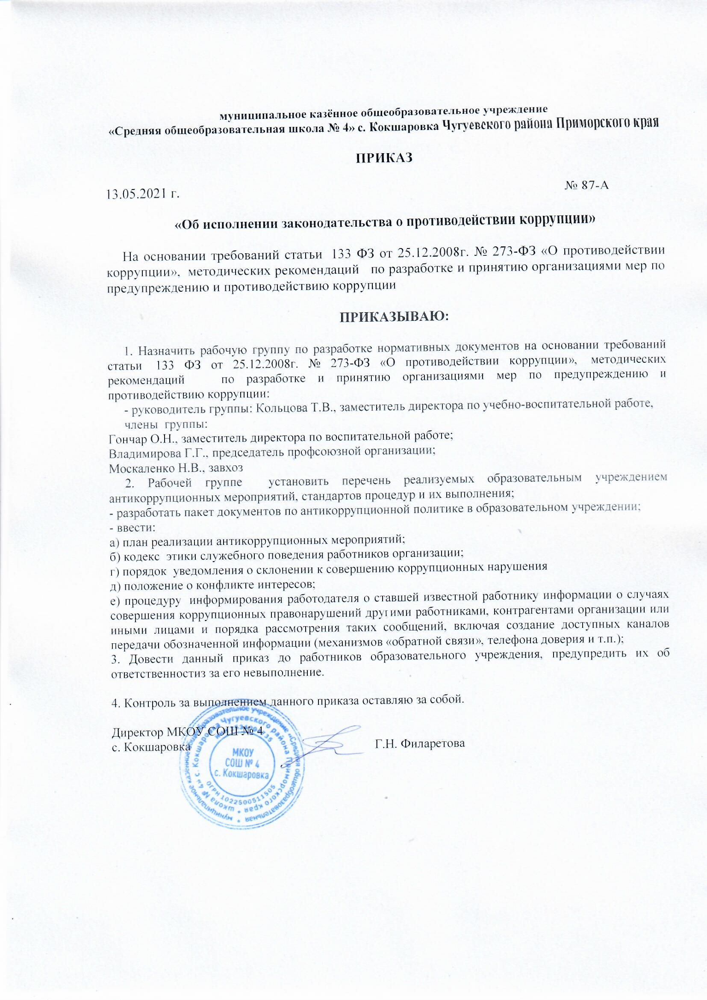 муниципальное казённое общеобразовательное учреждение
«Средняя общеобразовательная школа № 4» с. Кокшаровка Чугуевского района Приморского края
ПРИКАЗ
№ 87-А
13.05.2021 г.
«Об исполнении законодательства о противодействии коррупции»
На основании требований статьи 133 ФЗ от 25.12.2008г. № 273-ФЗ «О противодействии
коррупции», методических рекомендаций по разработке и принятию организациями мер по
предупреждению и противодействию коррупции
ПРИКАЗЫВАЮ:
1. Назначить рабочую группу по разработке нормативных документов на основании требований
статьи 133 ФЗ от 25.12.2008г. № 273-ФЗ «О противодействии коррупции», методических
рекомендаций по разработке и принятию организациями мер по предупреждению и
противодействию коррупции:
- руководитель группы: Кольцова Т.В., заместитель директора по учебно-воспитательной работе,
члены группы:
Гончар О.Н., заместитель директора по воспитательной работе;
Владимирова Г.Г., председатель профсоюзной организации;
Москаленко Н.В., завхоз
2. Рабочей группе установить перечень реализуемых образовательным учреждением
антикоррупционных мероприятий, стандартов процедур и их выполнения;
- разработать пакет документов по антикоррупционной политике в образовательном учреждении;
- ввести:
а) план реализации антикоррупционных мероприятий;
б) кодекс этики служебного поведения работников организации;
г) порядок уведомления о склонении к совершению коррупционных нарушения
д) положение о конфликте интересов;
е) процедуру информирования работодателя о ставшей известной работнику информации о случаях
совершения коррупционных правонарушений другими работниками, контрагентами организации или
иными лицами и порядка рассмотрения таких сообщений, включая создание доступных каналов
передачи обозначенной информации (механизмов «обратной связи», телефона доверия и т.п.);
3. Довести данный приказ до работников образовательного учреждения, предупредить их об
ответственностиз за его невыполнение.
4. Контроль за выполнением данного приказа оставляю за собой.
Директор МКОУ СОШ № 4
с. Кокшаровка Г.Н. Филаретова
муниципальное казённое общеобразовательное учреждение «Средняя общеобразовательная
школа № 4» с. Кокшаровка Чугуевского района Приморского края
ОГРН 1022500511505
МКОУ
СОШ № 4
с. Кокшаровка